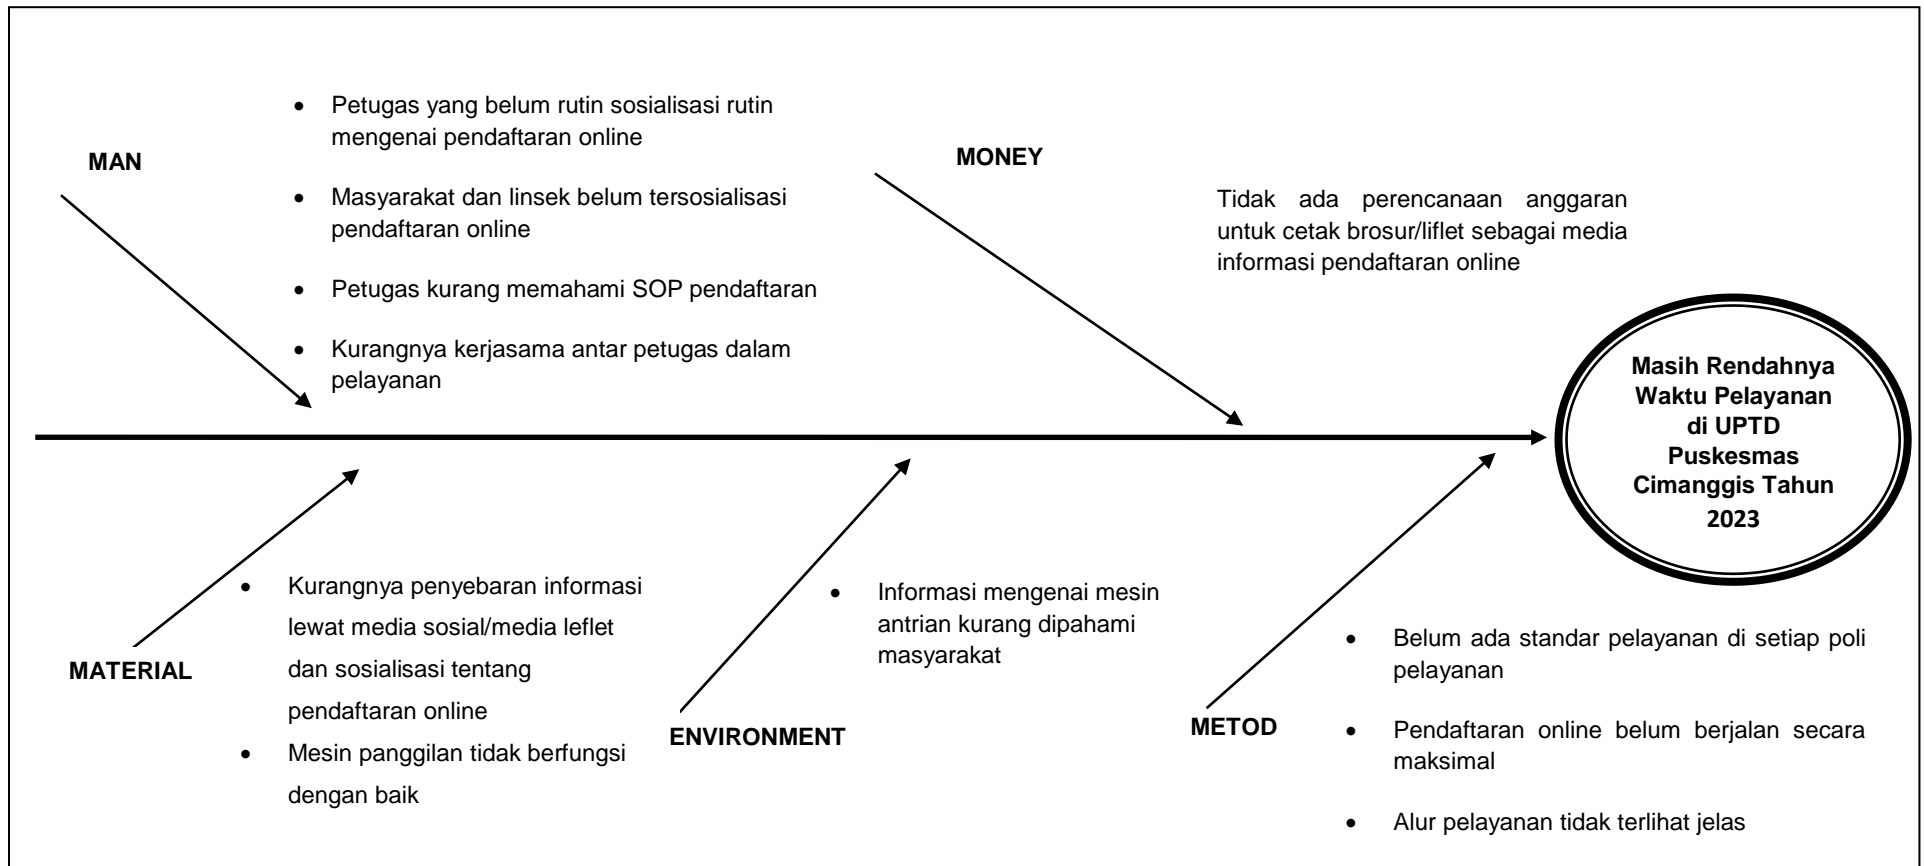 MAN
• Petugas yang belum rutin sosialisasi rutin
mengenai pendaftaran online
• Masyarakat dan linsek belum tersosialisasi
pendaftaran online
• Petugas kurang memahami SOP pendaftaran
• Kurangnya kerjasama antar petugas dalam
pelayanan
MONEY
Tidak ada perencanaan anggaran
untuk cetak brosur/liflet sebagai media
informasi pendaftaran online
Masih Rendahnya
Waktu Pelayanan
di UPTD
Puskesmas
Cimanggis Tahun
2023
MATERIAL
• Kurangnya penyebaran informasi
lewat media sosial/media leflet
dan sosialisasi tentang
pendaftaran online
• Mesin panggilan tidak berfungsi
dengan baik
ENVIRONMENT
• Informasi mengenai mesin
antrian kurang dipahami
masyarakat
METOD
• Belum ada standar pelayanan di setiap poli
pelayanan
• Pendaftaran online belum berjalan secara
maksimal
• Alur pelayanan tidak terlihat jelas